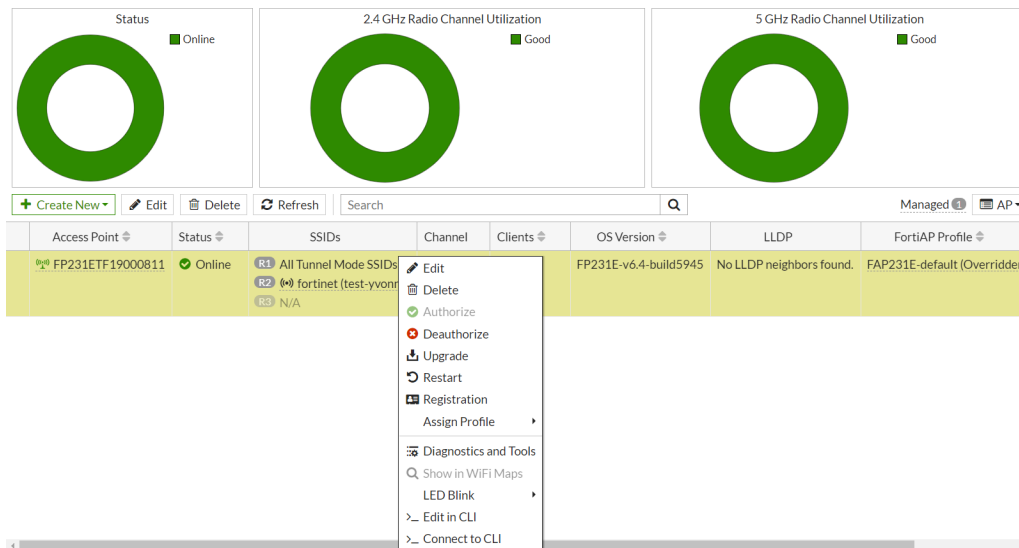 Status
Online
2.4 GHz Radio Channel Utilization
Good
5 GHz Radio Channel Utilization
Good
Create New Edit Delete Refresh Search Managed 1 AP
Access Point Status SSIDs Channel Clients OS Version LLDP FortiAP Profile
FP231ETF19000811 Online R1 All Tunnel Mode SSIDs FP231E-v6.4-build5945 No LLDP neighbors found. FAP231E-default (Overridden
R2 fortinet (test-yvonn
R3 N/A
Edit
Delete
Authorize
Deauthorize
Upgrade
Restart
Registration
Assign Profile
Diagnostics and Tools
Show in WiFi Maps
LED Blink
>_ Edit in CLI
>_ Connect to CLI